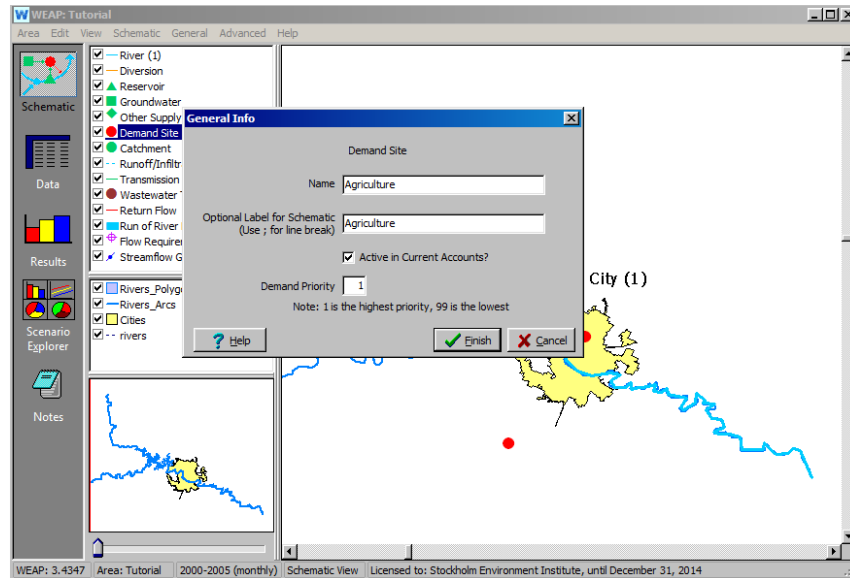 WEAP: Tutorial
Area Edit View Schematic General Advanced Help
Schematic
Data
Results
Scenario
Explorer
Notes
River (1)
Diversion
Reservoir
Groundwater
Other Supply
Demand Site
Catchment
Runoff/Infiltr
Transmission
Wastewater T
Return Flow
Run of River
Flow Requirer
Streamflow G
Rivers_Polyg
Rivers_Arcs
Cities
rivers
General Info
Demand Site
Name Agriculture
Optional Label for Schematic
(Use ; for line break) Agriculture
Active in Current Accounts?
Demand Priority 1
Note: 1 is the highest priority, 99 is the lowest
Help Finish Cancel
City (1)
WEAP: 3.4347 Area: Tutorial 2000-2005 (monthly) Schematic View Licensed to: Stockholm Environment Institute, until December 31, 2014